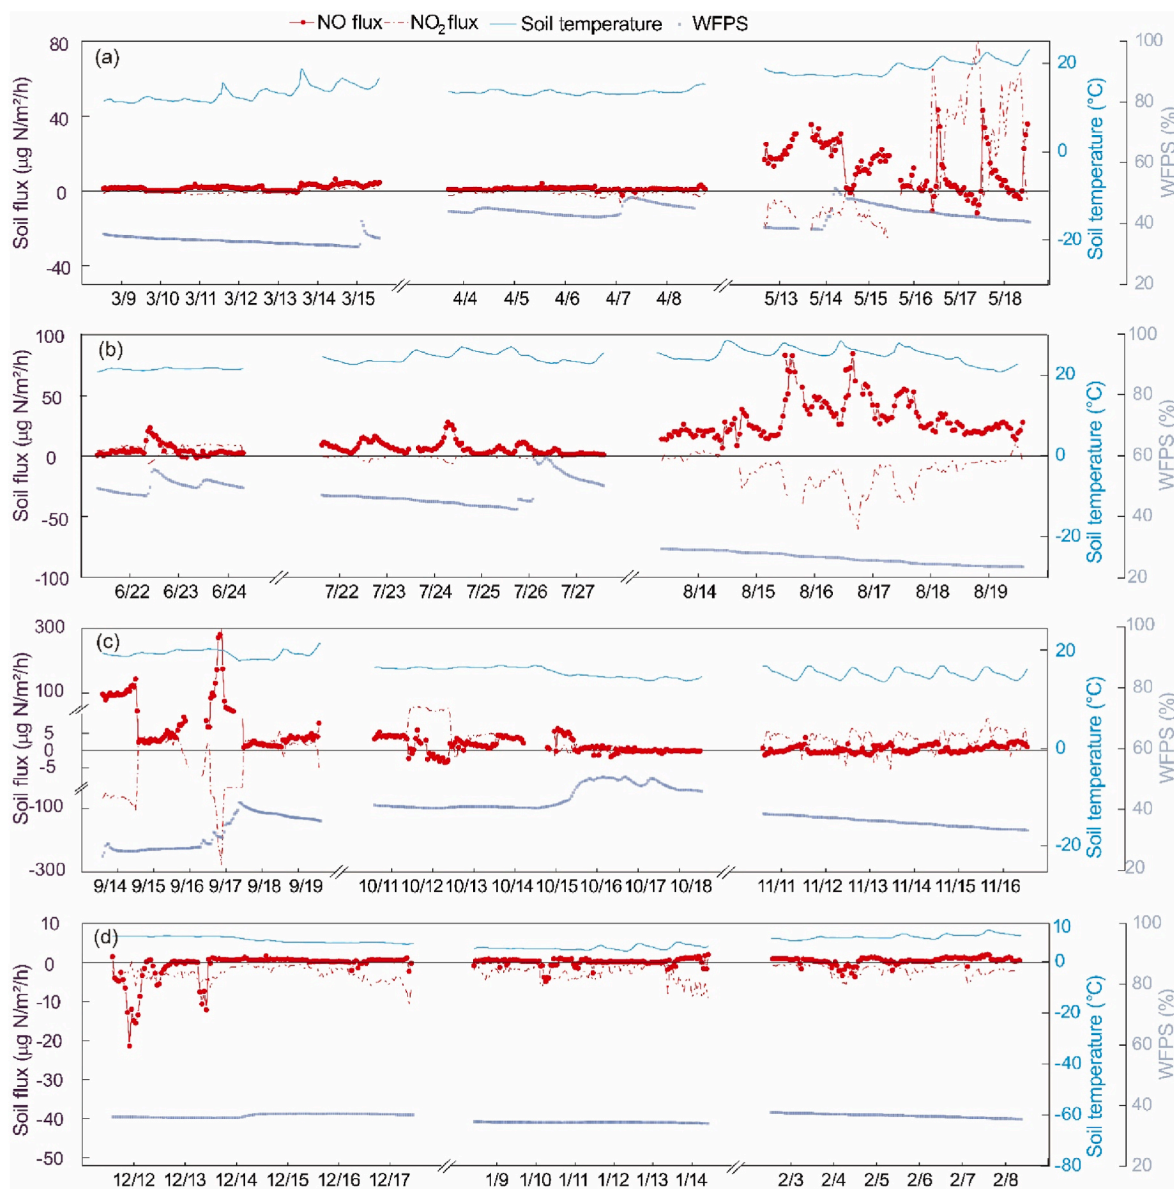 NO flux NO₂ flux Soil temperature WFPS
(a)
Soil flux (µg N/m²/h)
80
40
0
-40
3/9 3/10 3/11 3/12 3/13 3/14 3/15 4/4 4/5 4/6 4/7 4/8 5/13 5/14 5/15 5/16 5/17 5/18
20
0
-20
Soil temperature (°C)
100
80
60
40
20
WFPS (%)
(b)
Soil flux (µg N/m²/h)
100
50
0
-50
-100
6/22 6/23 6/24 7/22 7/23 7/24 7/25 7/26 7/27 8/14 8/15 8/16 8/17 8/18 8/19
20
0
-20
Soil temperature (°C)
100
80
60
40
20
WFPS (%)
(c)
Soil flux (µg N/m²/h)
300
100
5
0
-5
-100
-300
9/14 9/15 9/16 9/17 9/18 9/19 10/11 10/12 10/13 10/14 10/15 10/16 10/17 10/18 11/11 11/12 11/13 11/14 11/15 11/16
20
0
-20
Soil temperature (°C)
100
80
60
40
20
WFPS (%)
(d)
Soil flux (µg N/m²/h)
10
0
-10
-20
-30
-40
-50
12/12 12/13 12/14 12/15 12/16 12/17 1/9 1/10 1/11 1/12 1/13 1/14 2/3 2/4 2/5 2/6 2/7 2/8
10
0
-20
-40
-60
-80
Soil temperature (°C)
100
80
60
40
20
WFPS (%)